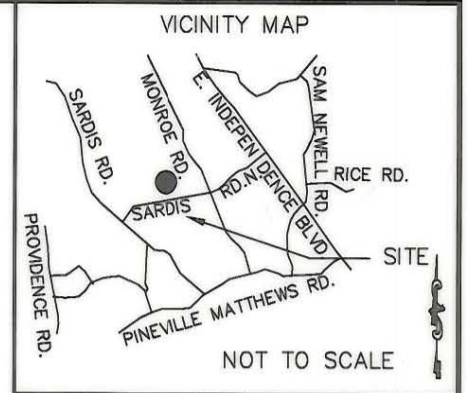 VICINITY MAP
SARDIS RD.
MONROE RD.
E. INDEPENDENCE BLVD
SAM NEWELL RD.
RICE RD.
SARDIS RD.N.
PROVIDENCE RD.
SITE
PINEVILLE MATTHEWS RD.
NOT TO SCALE